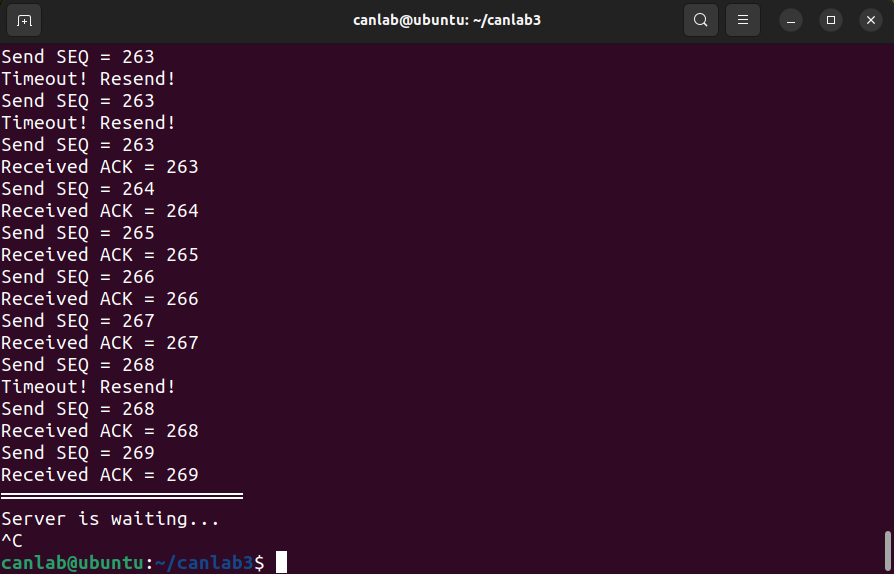 canlab@ubuntu: ~/canlab3
Send SEQ = 263
Timeout! Resend!
Send SEQ = 263
Timeout! Resend!
Send SEQ = 263
Received ACK = 263
Send SEQ = 264
Received ACK = 264
Send SEQ = 265
Received ACK = 265
Send SEQ = 266
Received ACK = 266
Send SEQ = 267
Received ACK = 267
Send SEQ = 268
Timeout! Resend!
Send SEQ = 268
Received ACK = 268
Send SEQ = 269
Received ACK = 269
======================
Server is waiting...
^C
canlab@ubuntu:~/canlab3$